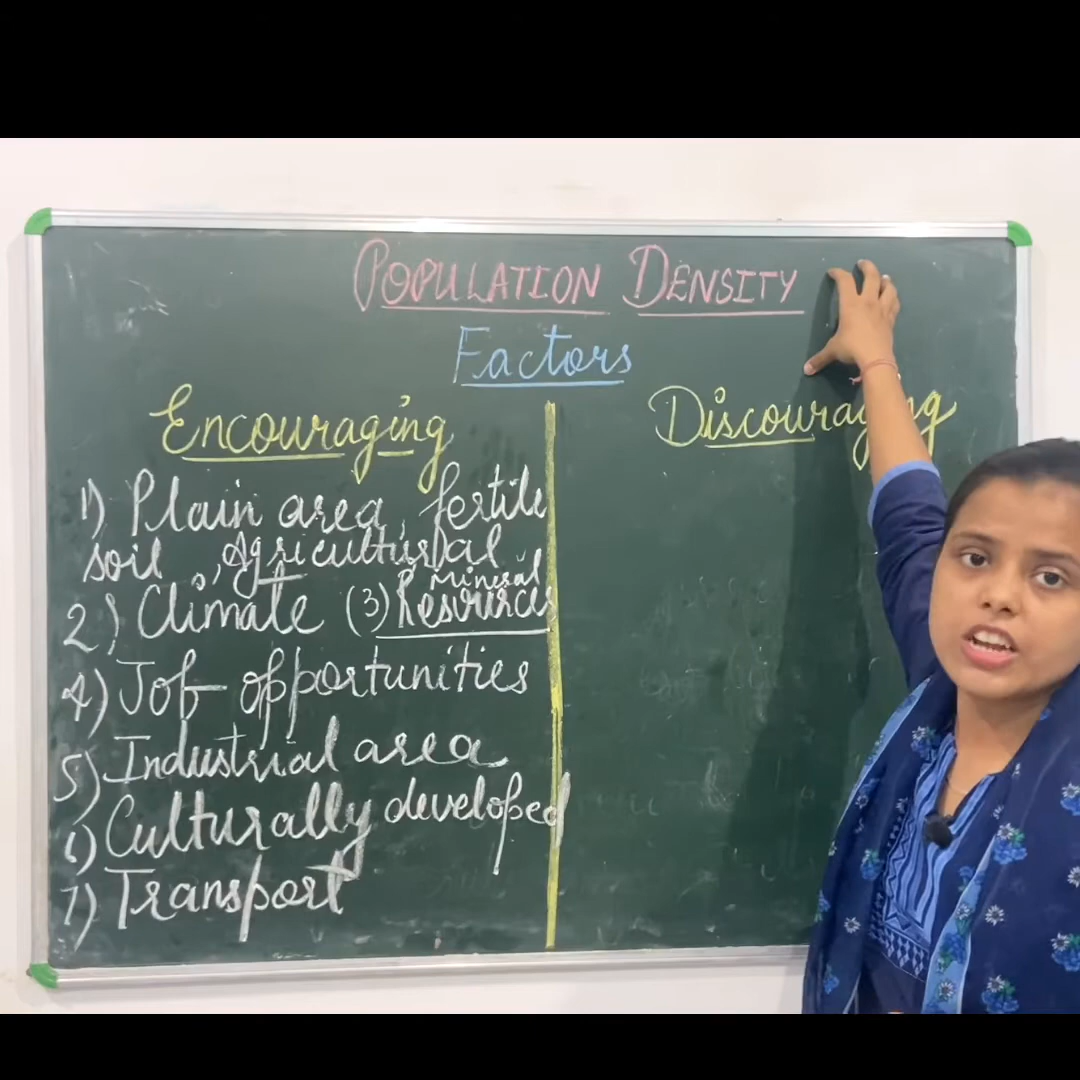 POPULATION DENSITY
Factors
Encouraging
1) Plain area, fertile
soil, Agricultural
2) Climate (3) Mineral Resources
4) Job opportunities
5) Industrial area
6) Culturally developed
7) Transport
Discouraging